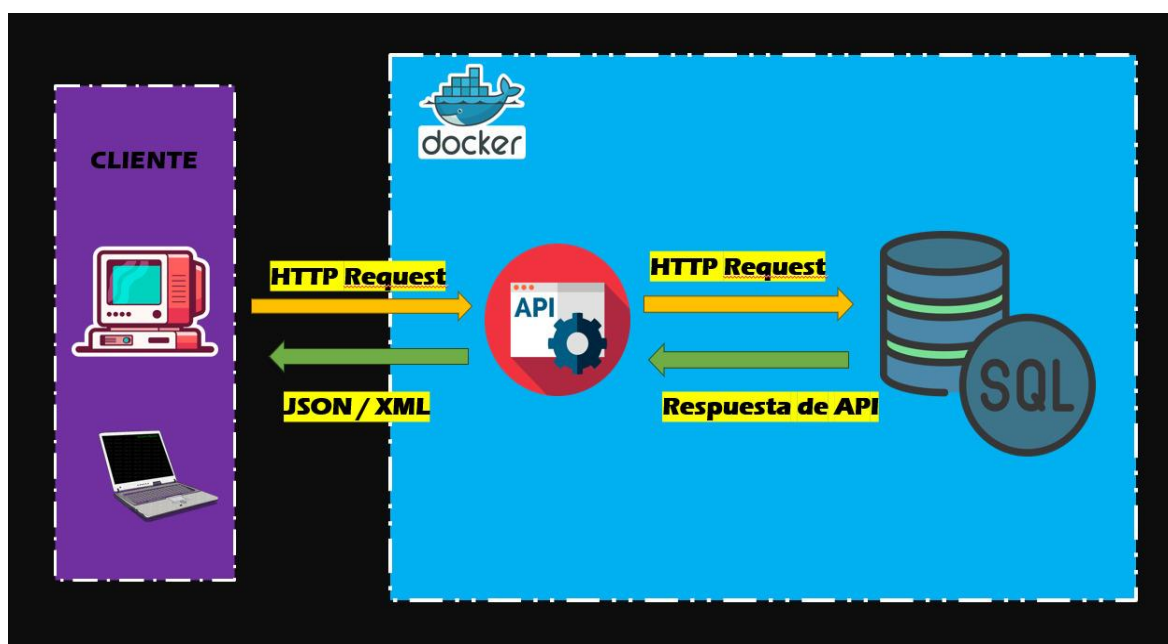 docker
CLIENTE
HTTP Request
HTTP Request
API
JSON / XML
Respuesta de API
SQL